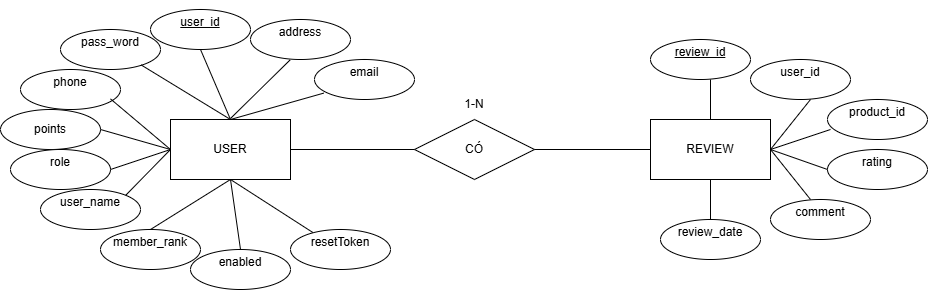 user_id
pass_word
address
email
phone
points
role
user_name
member_rank
enabled
resetToken
USER
1-N
CÓ
REVIEW
review_id
user_id
product_id
rating
comment
review_date